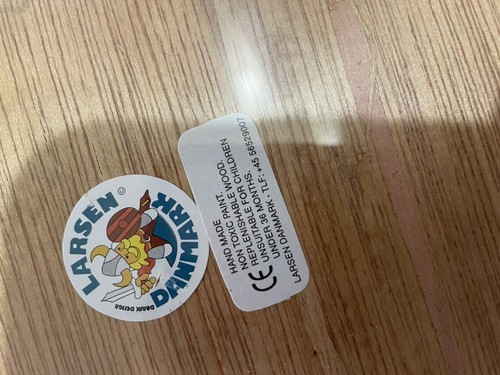 LARSEN
DANMARK
DANSK DESIGN
©
HAND MADE
NON TOXIC PAINT.
REPLENISHABLE WOOD.
UNSUITABLE FOR CHILDREN
UNDER 36 MONTHS.
LARSEN DANMARK · TLF: +45 56529007
CE